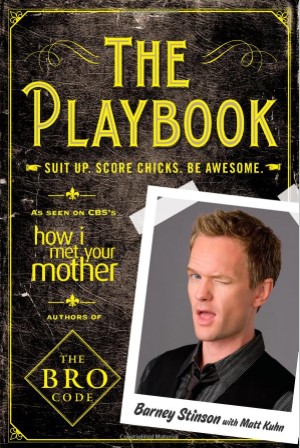 THE
PLAYBOOK
SUIT UP. SCORE CHICKS. BE AWESOME.
AS SEEN ON CBS's
how i
met your
mother
AUTHORS OF
THE
BRO
CODE
Barney Stinson with Matt Kuhn